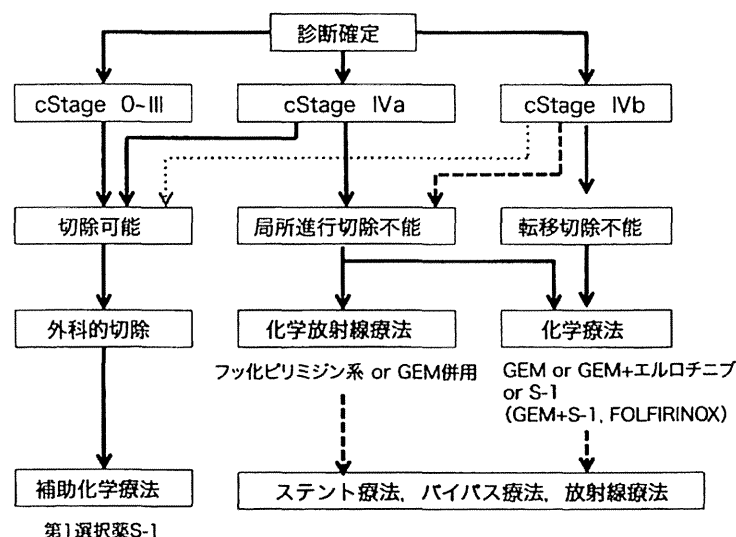 診断確定
cStage 0~III
cStage IVa
cStage IVb
切除可能
局所進行切除不能
転移切除不能
外科的切除
化学放射線療法
化学療法
フッ化ピリミジン系 or GEM併用
GEM or GEM+エルロチニブ
or S-1
(GEM+S-1, FOLFIRINOX)
補助化学療法
ステント療法, バイパス療法, 放射線療法
第1選択薬S-1